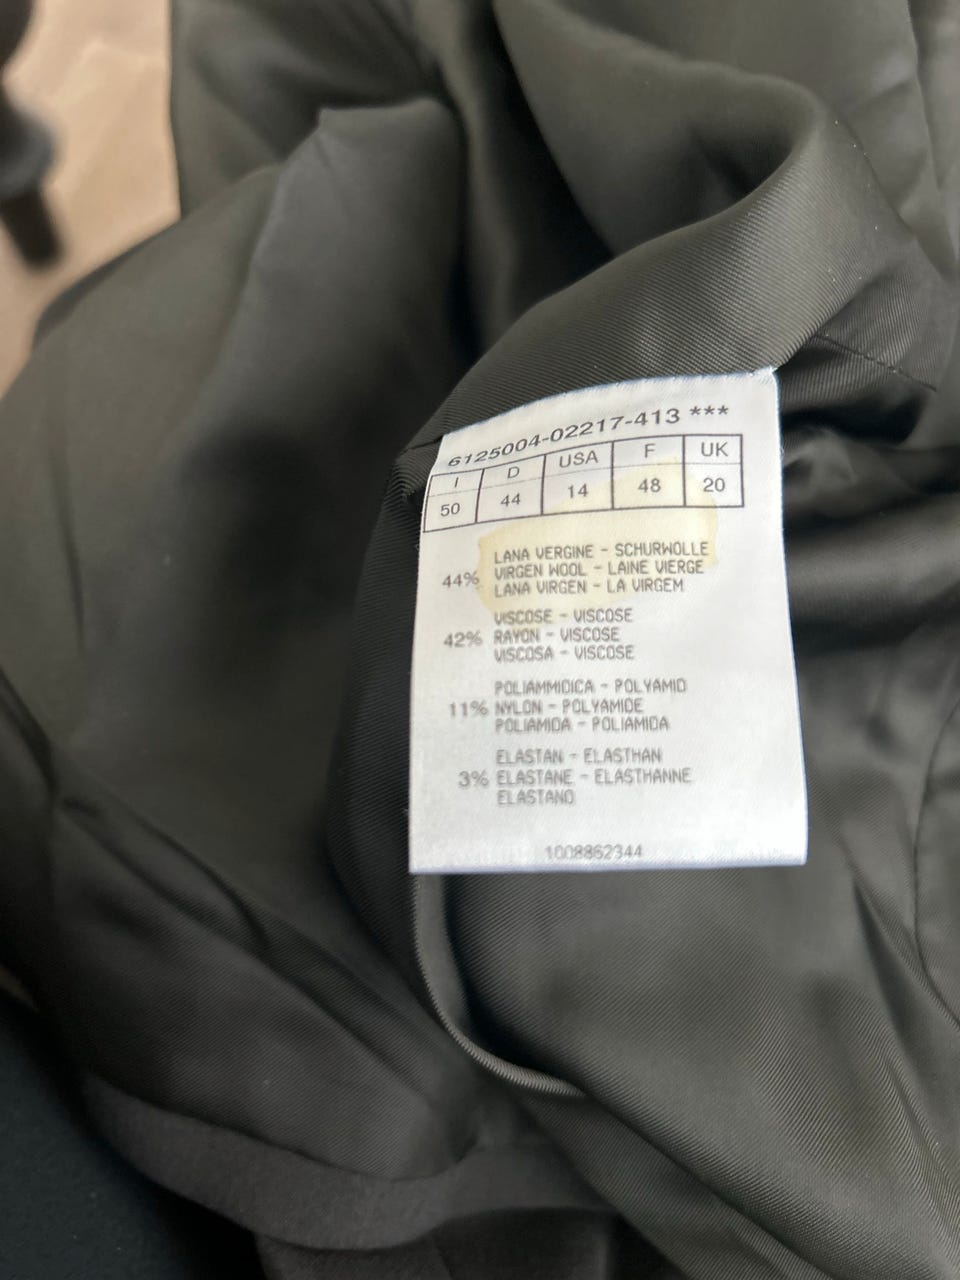 6125004-02217-413 ***
I D USA F UK
50 44 14 48 20
LANA VERGINE - SCHURWOLLE
44% VIRGEN WOOL - LAINE VIERGE
LANA VIRGEN - LA VIRGEM
VISCOSE - VISCOSE
42% RAYON - VISCOSE
VISCOSA - VISCOSE
POLIAMMIDICA - POLYAMID
11% NYLON - POLYAMIDE
POLIAMIDA - POLIAMIDA
ELASTAN - ELASTHAN
3% ELASTANE - ELASTHANNE
ELASTANO
1008862344